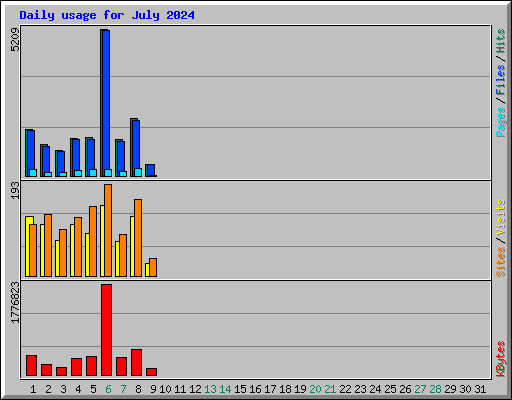 Daily usage for July 2024
5209
193
1776823
Pages / Files / Hits
Sites / Visits
KBytes
1 2 3 4 5 6 7 8 9 10 11 12 13 14 15 16 17 18 19 20 21 22 23 24 25 26 27 28 29 30 31